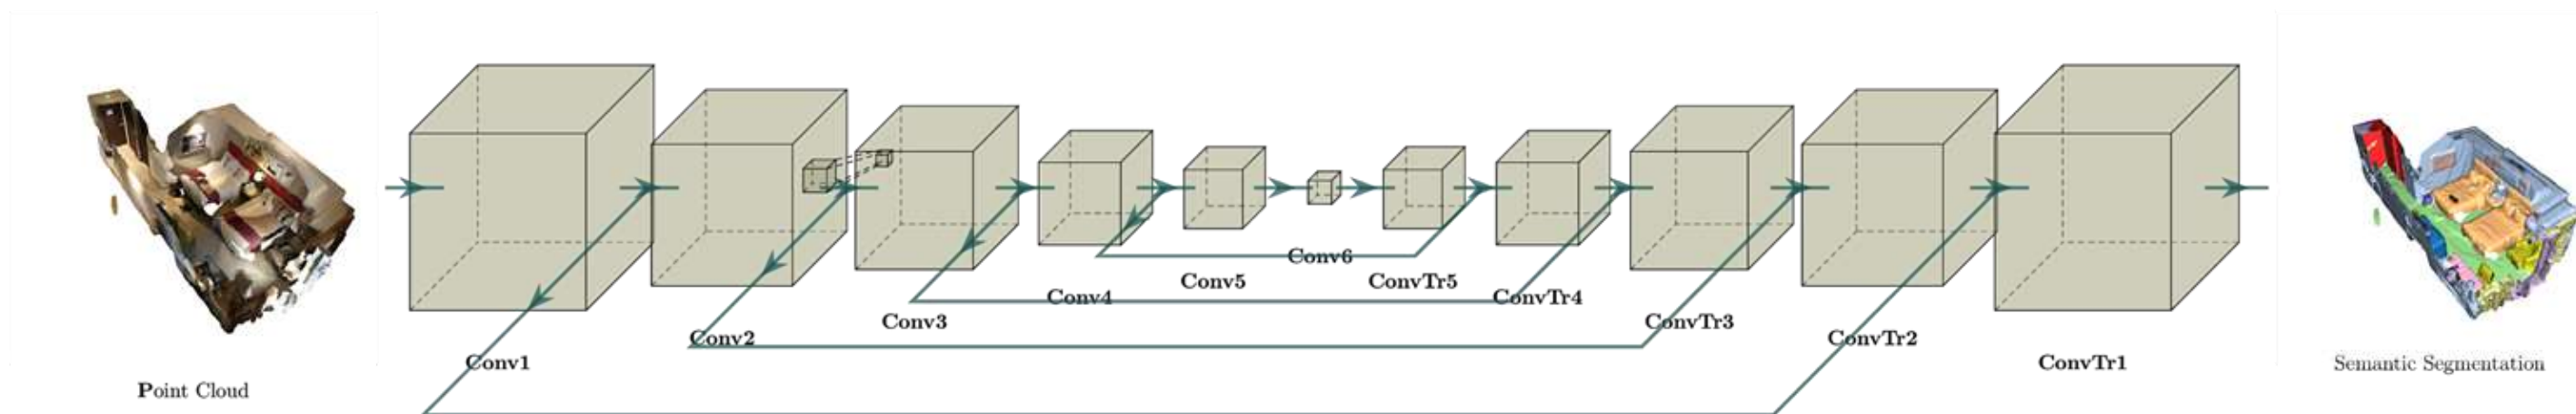 Conv1
Conv2
Conv3
Conv4
Conv5
Conv6
ConvTr5
ConvTr4
ConvTr3
ConvTr2
ConvTr1
Point Cloud
Semantic Segmentation